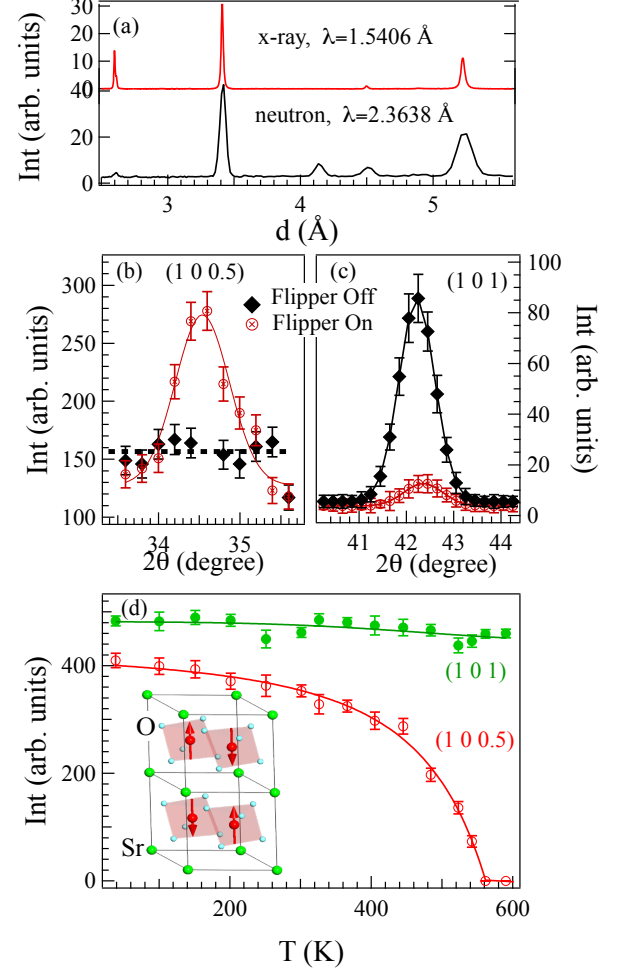 30
(a)
x-ray, λ=1.5406 Å
20
10
0
40
neutron, λ=2.3638 Å
20
0
Int (arb. units)
3 4 5
d (Å)
(b) (1 0 0.5)
300
250
200
150
100
Int (arb. units)
34 35
2θ (degree)
Flipper Off
Flipper On
(c) (1 0 1)
100
80
60
40
20
0
Int (arb. units)
41 42 43 44
2θ (degree)
(d)
(1 0 1)
(1 0 0.5)
400
200
0
Int (arb. units)
O
Sr
200 400 600
T (K)